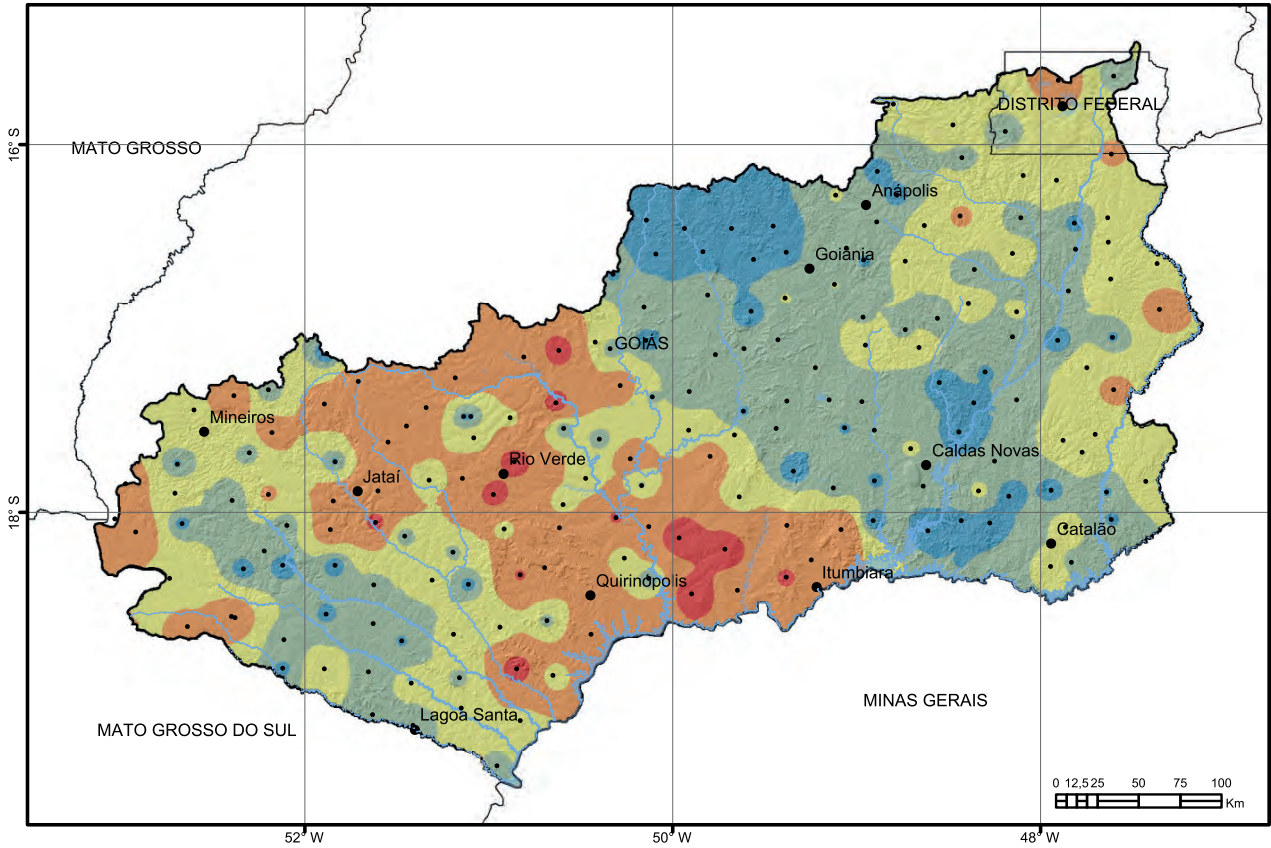 DISTRITO FEDERAL
MATO GROSSO
16° S
Anápolis
Goiânia
GOIÁS
Mineiros
Rio Verde
Caldas Novas
Jataí
18° S
Catalão
Quirinópolis
Itumbiara
MINAS GERAIS
Lagoa Santa
MATO GROSSO DO SUL
0 12,5 25 50 75 100
Km
52° W 50° W 48° W